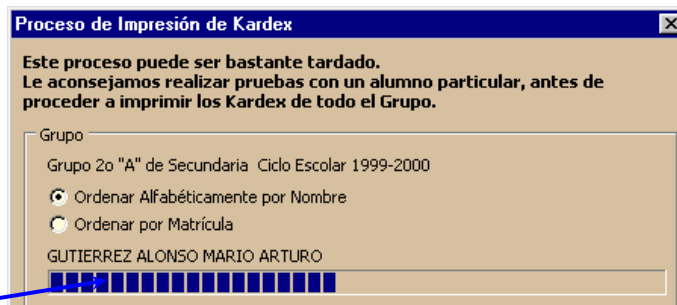 Proceso de Impresión de Kardex
Este proceso puede ser bastante tardado.
Le aconsejamos realizar pruebas con un alumno particular, antes de
proceder a imprimir los Kardex de todo el Grupo.
Grupo
Grupo 2o "A" de Secundaria Ciclo Escolar 1999-2000
Ordenar Alfabéticamente por Nombre
Ordenar por Matrícula
GUTIERREZ ALONSO MARIO ARTURO